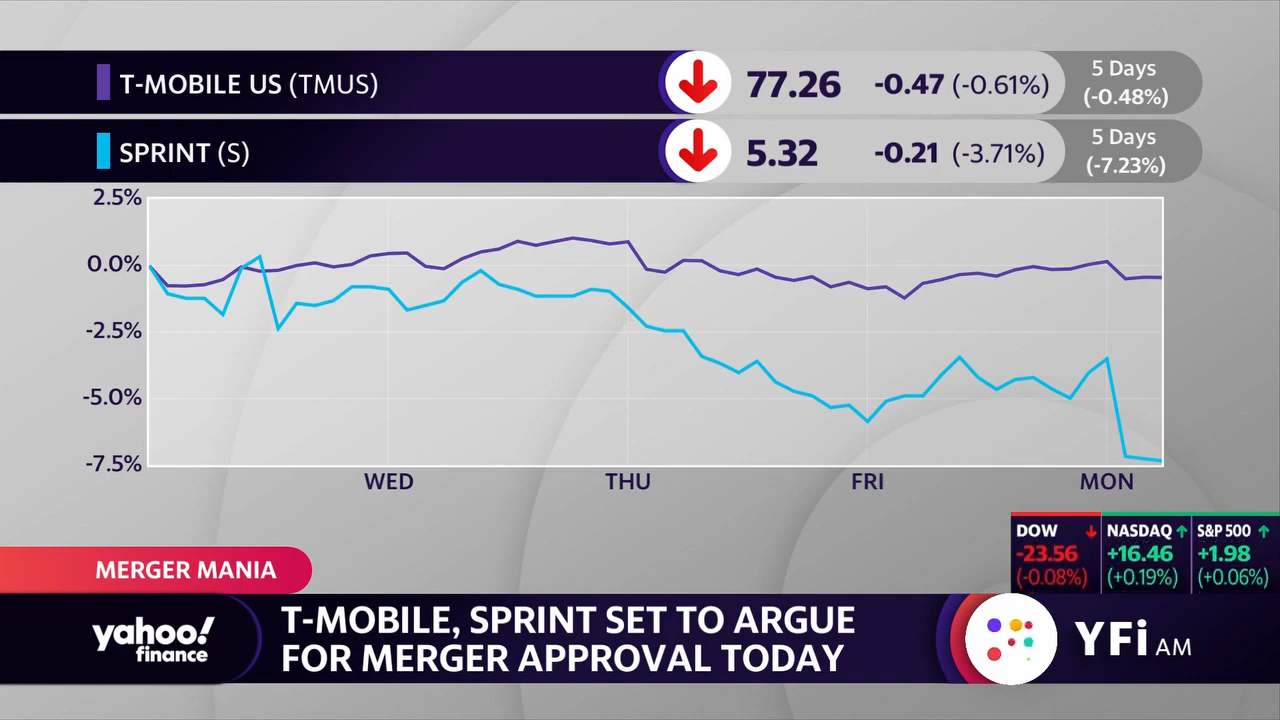 T-MOBILE US (TMUS) 77.26 -0.47 (-0.61%) 5 Days
(-0.48%)
SPRINT (S) 5.32 -0.21 (-3.71%) 5 Days
(-7.23%)
2.5%
0.0%
-2.5%
-5.0%
-7.5%
WED THU FRI MON
DOW NASDAQ S&P 500
-23.56 +16.46 +1.98
(-0.08%) (+0.19%) (+0.06%)
MERGER MANIA
yahoo!
finance
T-MOBILE, SPRINT SET TO ARGUE
FOR MERGER APPROVAL TODAY
YFi AM